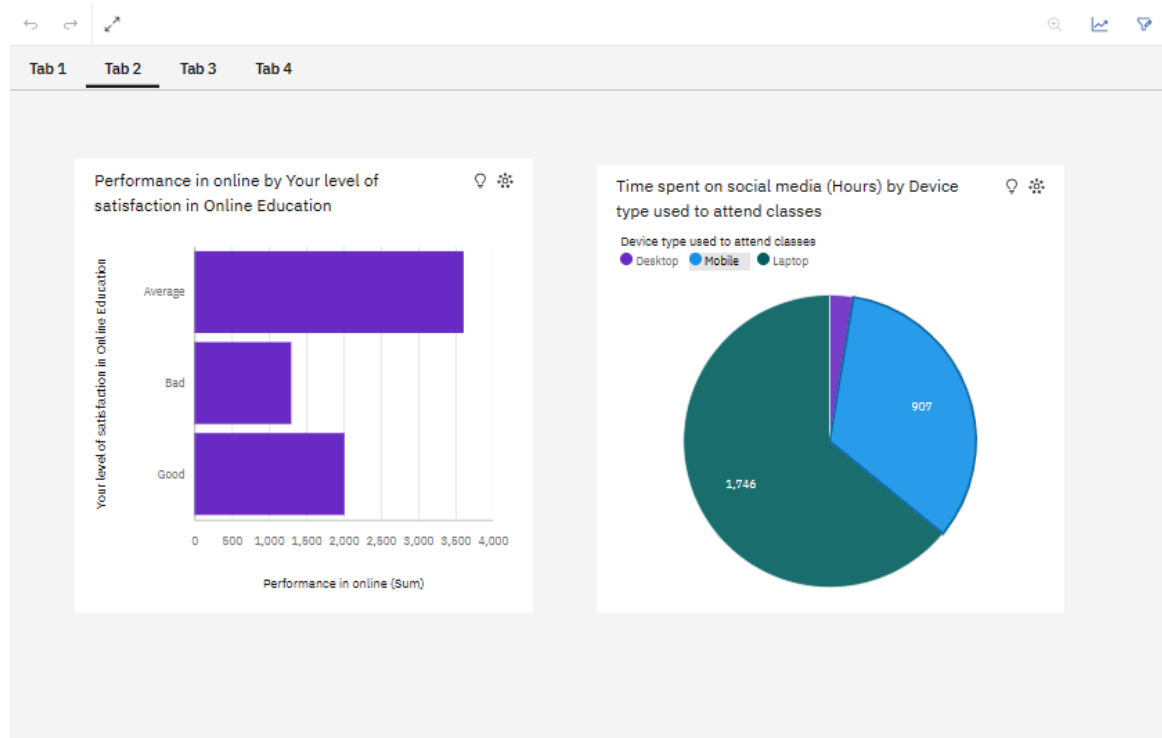 Tab 1 Tab 2 Tab 3 Tab 4
Performance in online by Your level of
satisfaction in Online Education
Your level of satisfaction in Online Education
Average
Bad
Good
0 500 1,000 1,500 2,000 2,500 3,000 3,500 4,000
Performance in online (Sum)
Time spent on social media (Hours) by Device
type used to attend classes
Device type used to attend classes
Desktop Mobile Laptop
907
1,746